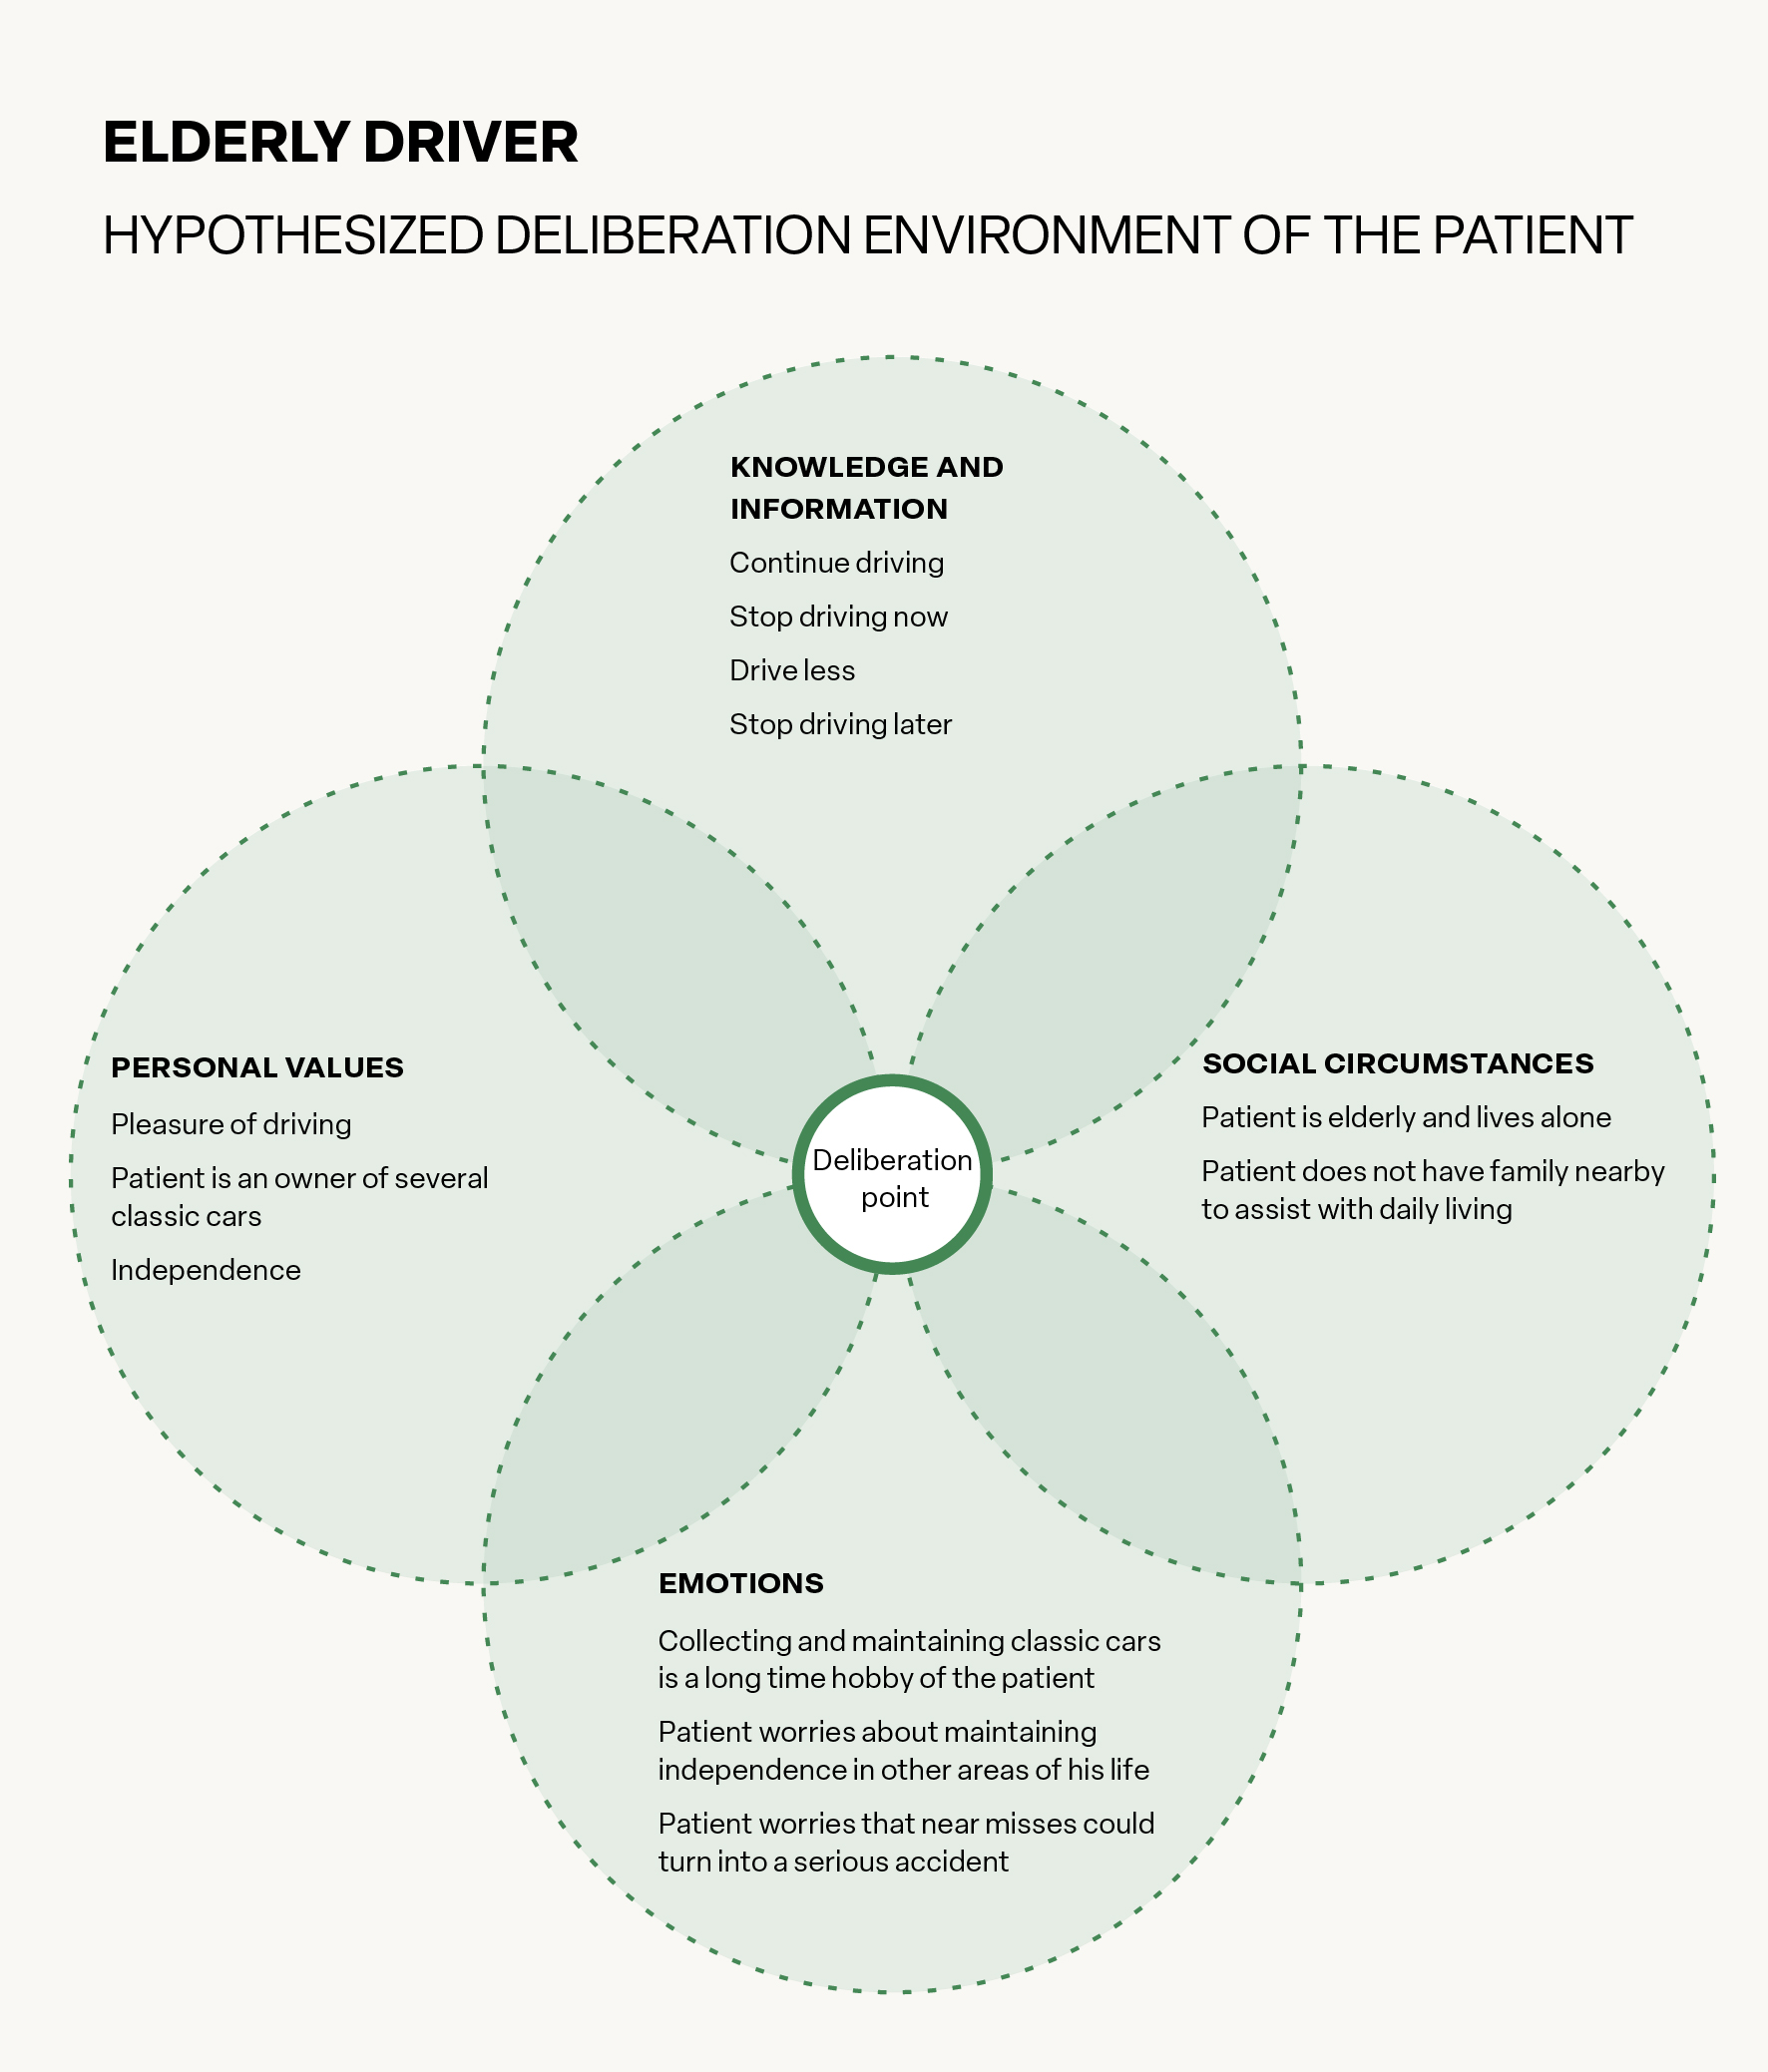 ELDERLY DRIVER
HYPOTHESIZED DELIBERATION ENVIRONMENT OF THE PATIENT
KNOWLEDGE AND
INFORMATION
Continue driving
Stop driving now
Drive less
Stop driving later
PERSONAL VALUES
Pleasure of driving
Patient is an owner of several
classic cars
Independence
Deliberation
point
SOCIAL CIRCUMSTANCES
Patient is elderly and lives alone
Patient does not have family nearby
to assist with daily living
EMOTIONS
Collecting and maintaining classic cars
is a long time hobby of the patient
Patient worries about maintaining
independence in other areas of his life
Patient worries that near misses could
turn into a serious accident